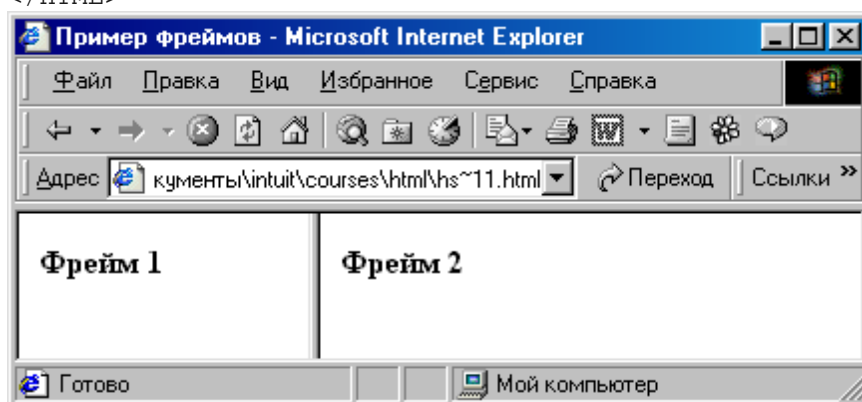 </HTML>
Пример фреймов - Microsoft Internet Explorer
Файл Правка Вид Избранное Сервис Справка
Адрес кументы\intuit\courses\html\hs~11.html Переход Ссылки »
Фрейм 1 Фрейм 2
Готово Мой компьютер